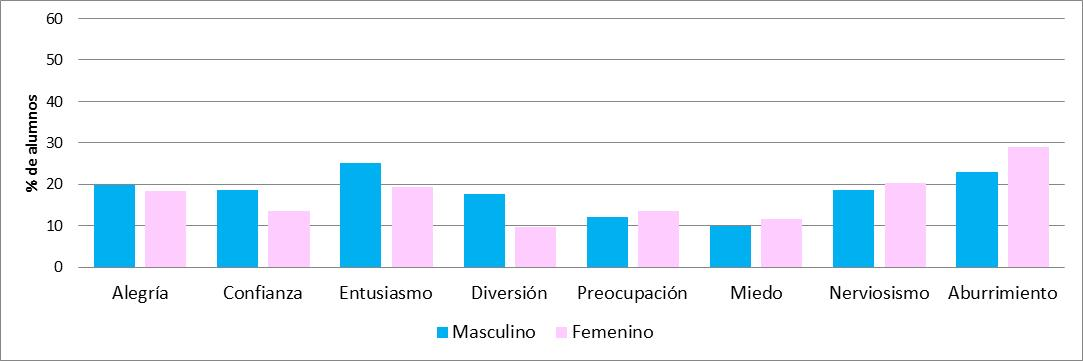 % de alumnos
60
50
40
30
20
10
0
Alegría Confianza Entusiasmo Diversión Preocupación Miedo Nerviosismo Aburrimiento
Masculino Femenino